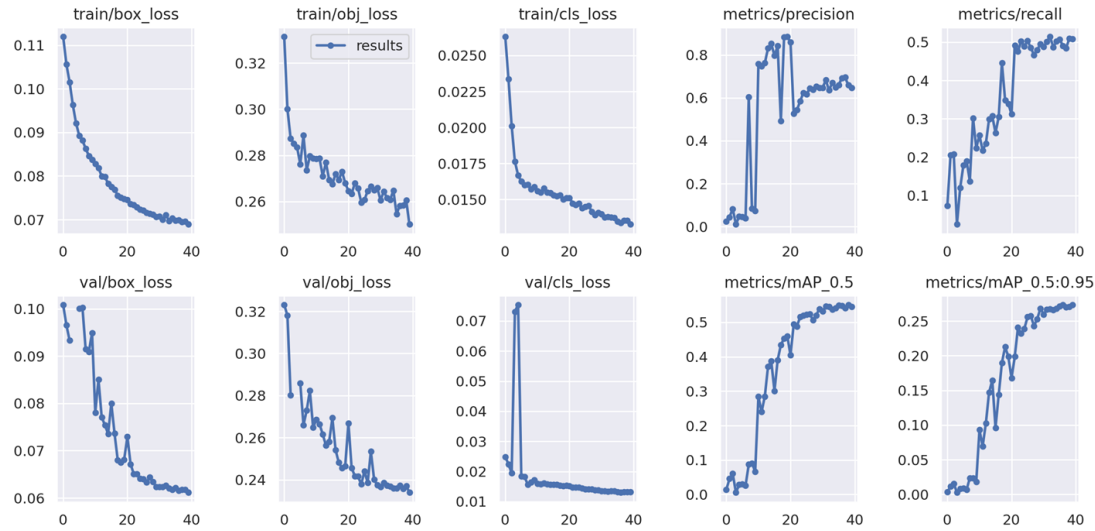 train/box_loss
0.11
0.10
0.09
0.08
0.07
0 20 40
train/obj_loss
results
0.32
0.30
0.28
0.26
0 20 40
train/cls_loss
0.0250
0.0225
0.0200
0.0175
0.0150
0 20 40
metrics/precision
0.8
0.6
0.4
0.2
0.0
0 20 40
metrics/recall
0.5
0.4
0.3
0.2
0.1
0 20 40
val/box_loss
0.10
0.09
0.08
0.07
0.06
0 20 40
val/obj_loss
0.32
0.30
0.28
0.26
0.24
0 20 40
val/cls_loss
0.07
0.06
0.05
0.04
0.03
0.02
0.01
0 20 40
metrics/mAP_0.5
0.5
0.4
0.3
0.2
0.1
0.0
0 20 40
metrics/mAP_0.5:0.95
0.25
0.20
0.15
0.10
0.05
0.00
0 20 40